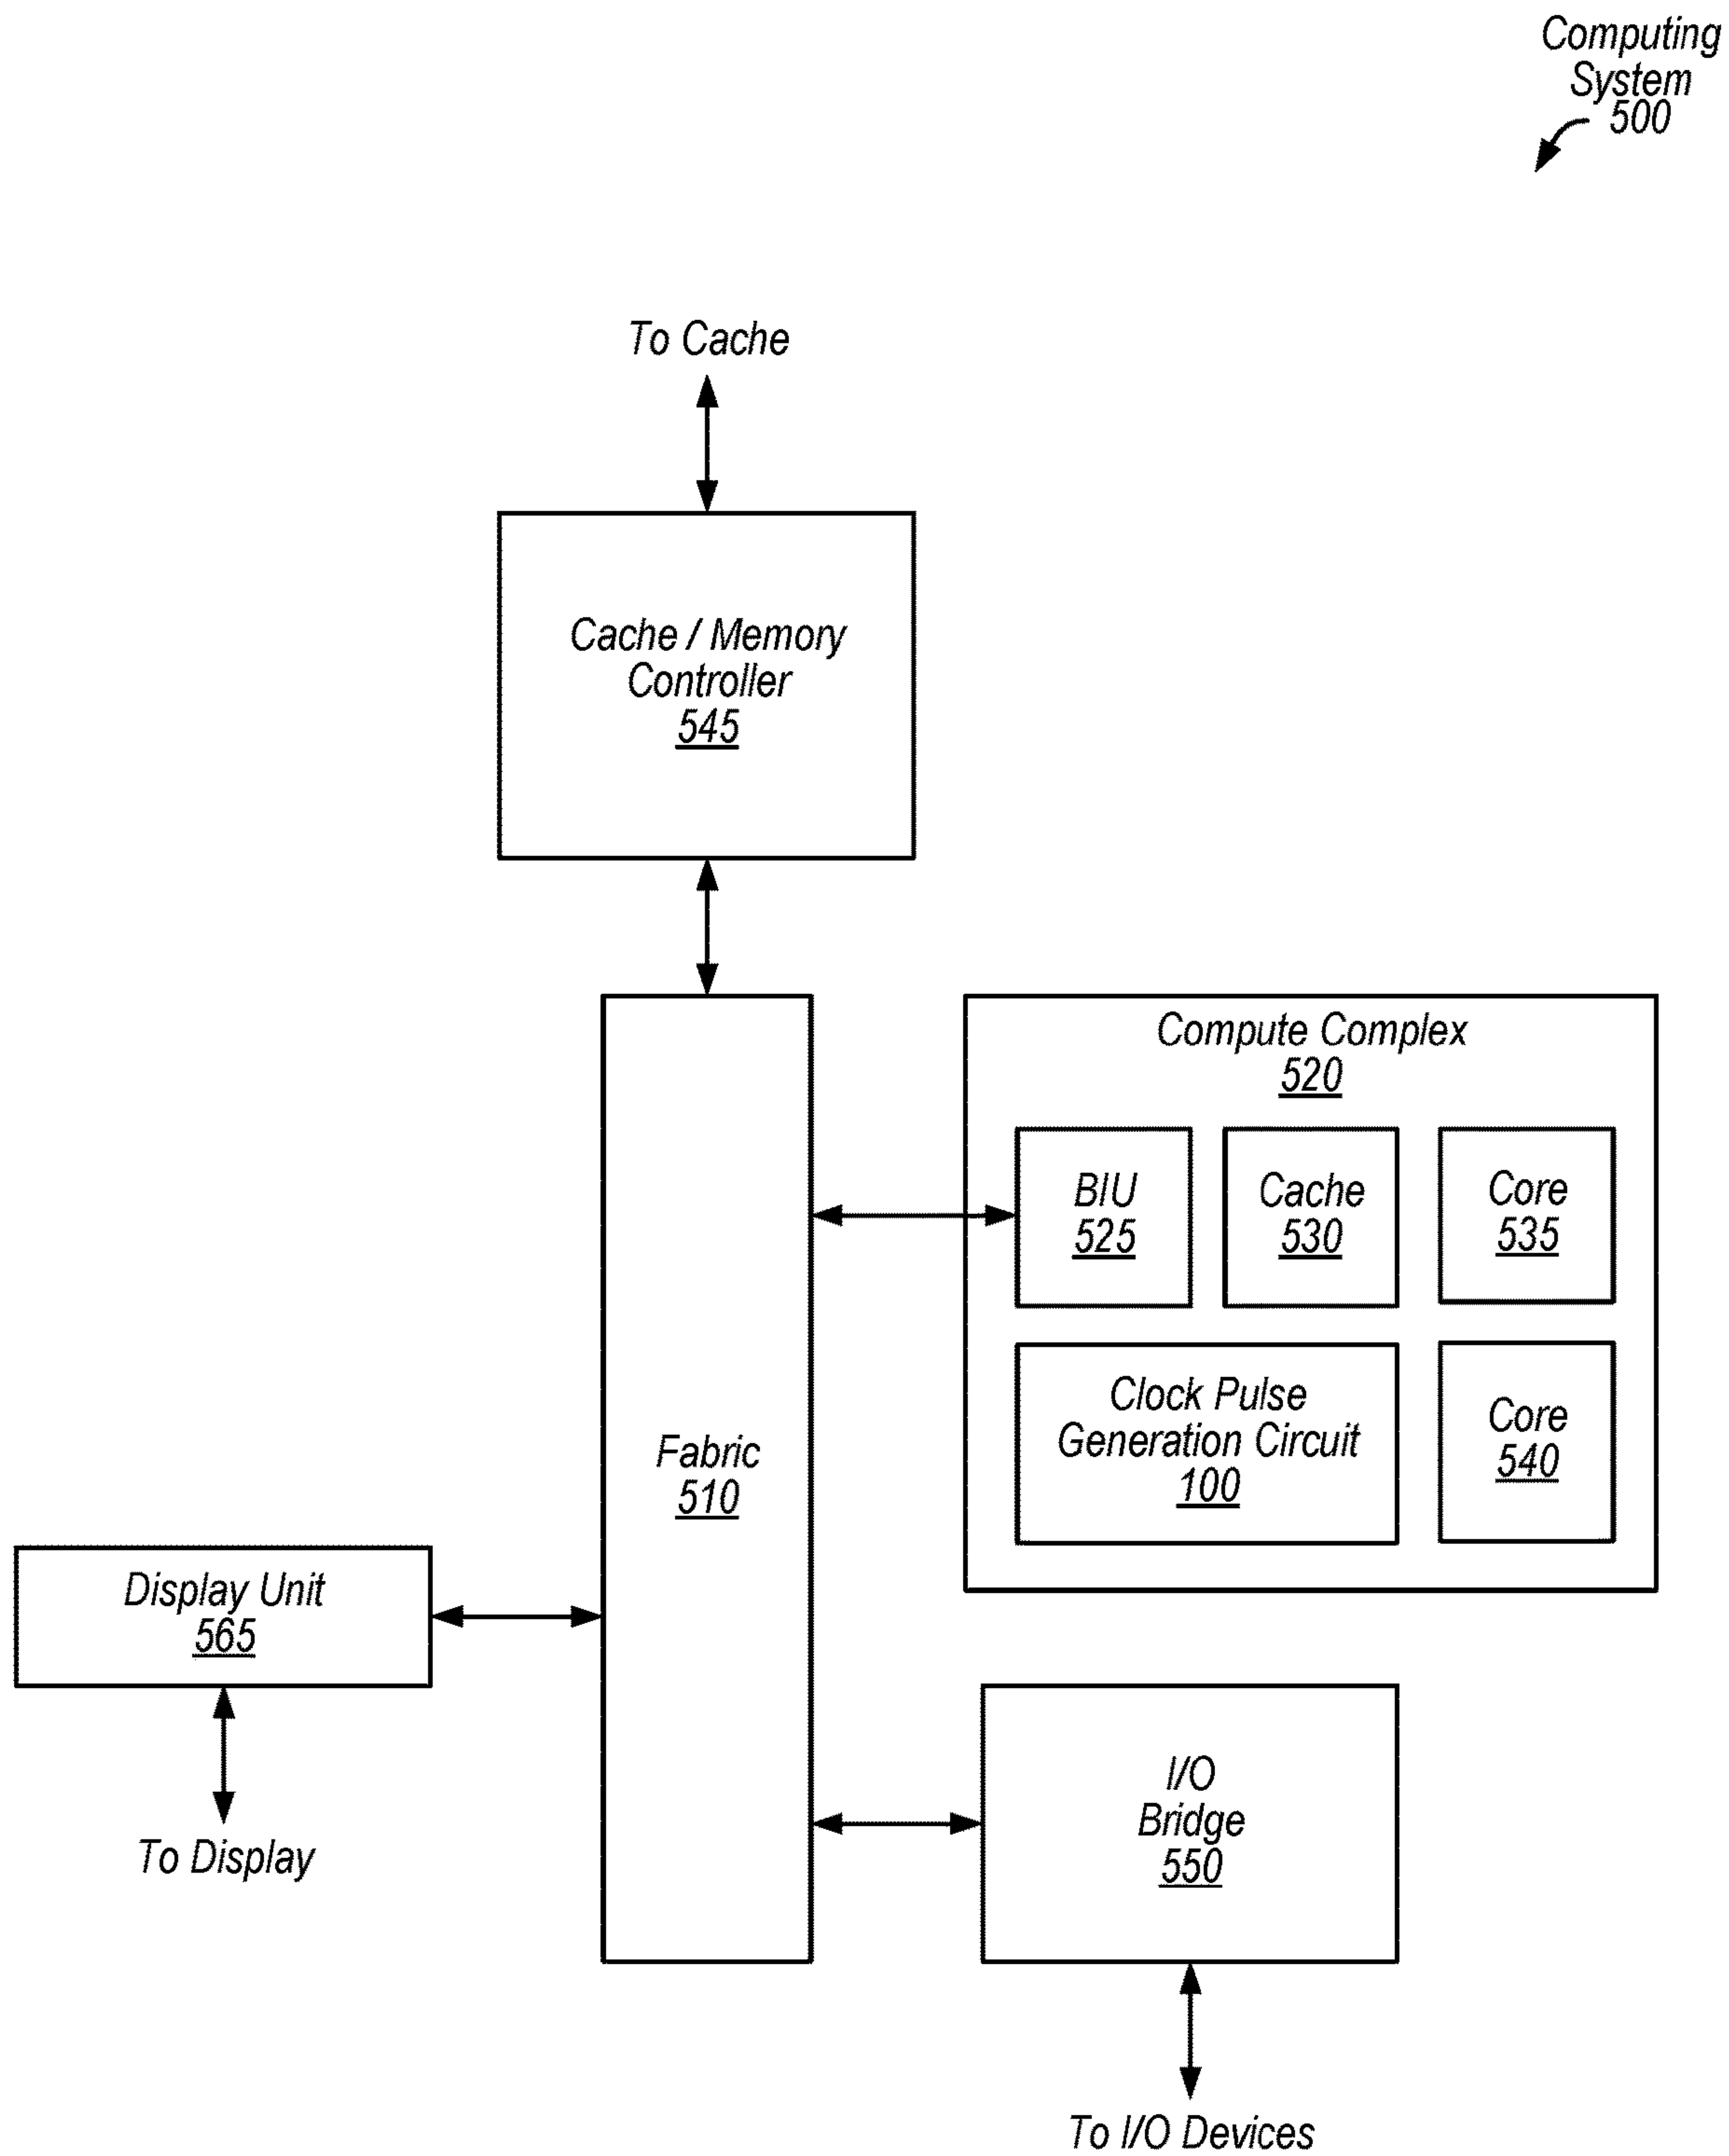 Computing
System
500
To Cache
Cache / Memory
Controller
545
Compute Complex
520
BIU
525
Cache
530
Core
535
Clock Pulse
Generation Circuit
100
Core
540
Fabric
510
Display Unit
565
To Display
I/O
Bridge
550
To I/O Devices